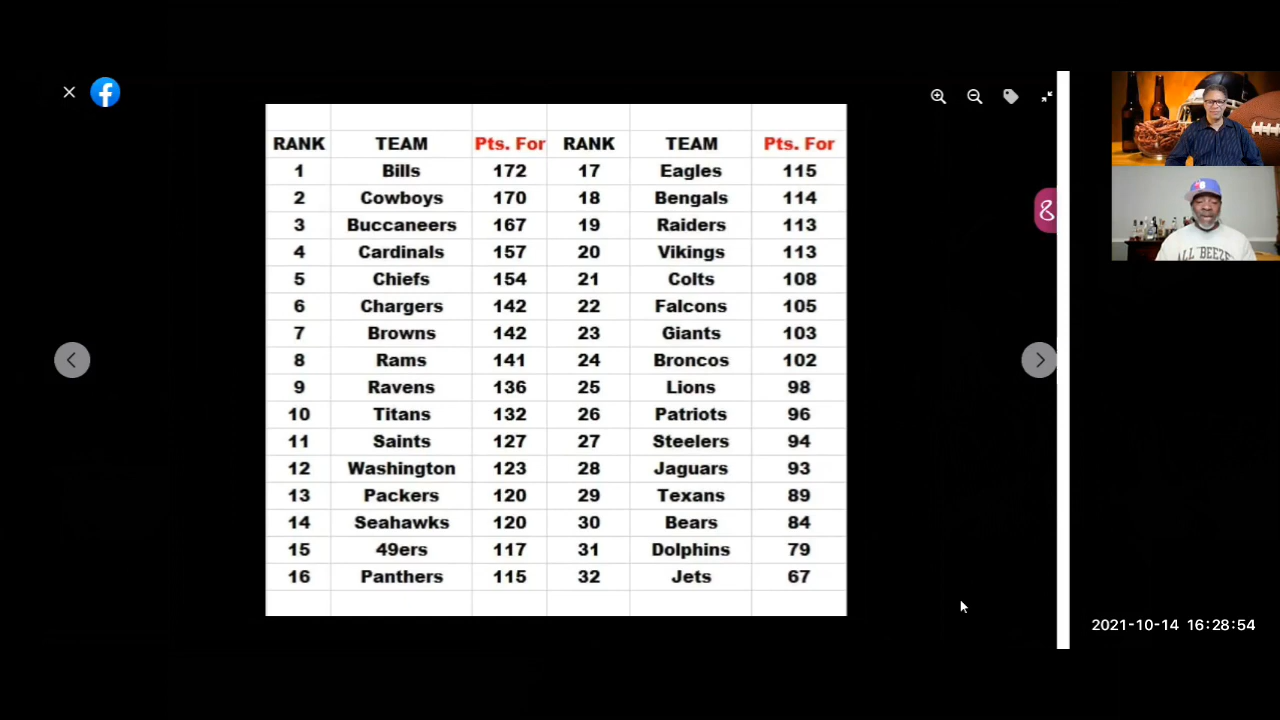 RANK TEAM Pts. For RANK TEAM Pts. For
1 Bills 172 17 Eagles 115
2 Cowboys 170 18 Bengals 114
3 Buccaneers 167 19 Raiders 113
4 Cardinals 157 20 Vikings 113
5 Chiefs 154 21 Colts 108
6 Chargers 142 22 Falcons 105
7 Browns 142 23 Giants 103
8 Rams 141 24 Broncos 102
9 Ravens 136 25 Lions 98
10 Titans 132 26 Patriots 96
11 Saints 127 27 Steelers 94
12 Washington 123 28 Jaguars 93
13 Packers 120 29 Texans 89
14 Seahawks 120 30 Bears 84
15 49ers 117 31 Dolphins 79
16 Panthers 115 32 Jets 67
ALL BEEZE
2021-10-14 16:28:54